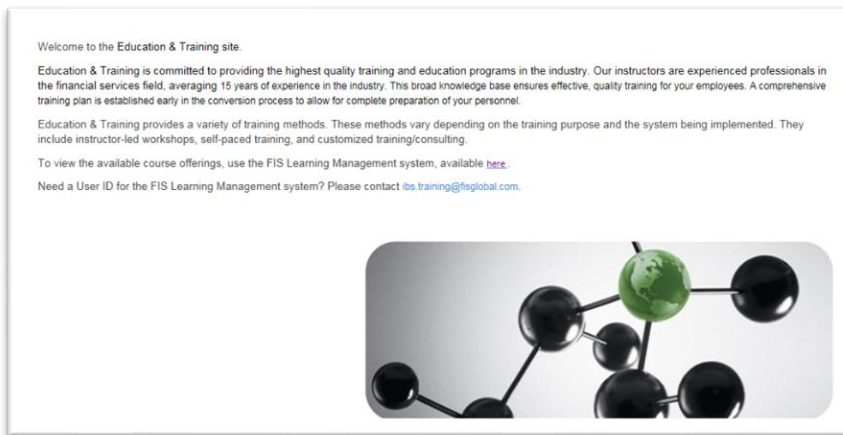 Welcome to the Education & Training site.
Education & Training is committed to providing the highest quality training and education programs in the industry. Our instructors are experienced professionals in
the financial services field, averaging 15 years of experience in the industry. This broad knowledge base ensures effective, quality training for your employees. A comprehensive
training plan is established early in the conversion process to allow for complete preparation of your personnel.
Education & Training provides a variety of training methods. These methods vary depending on the training purpose and the system being implemented. They
include instructor-led workshops, self-paced training, and customized training/consulting.
To view the available course offerings, use the FIS Learning Management system, available here.
Need a User ID for the FIS Learning Management system? Please contact ibs.training@fisglobal.com.